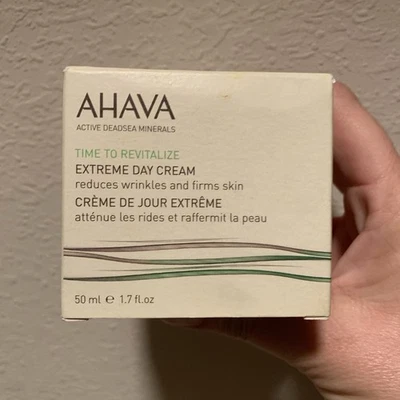 AHAVA
ACTIVE DEADSEA MINERALS
TIME TO REVITALIZE
EXTREME DAY CREAM
reduces wrinkles and firms skin
CRÈME DE JOUR EXTRÊME
atténue les rides et raffermit la peau
50 ml ℮ 1.7 fl.oz